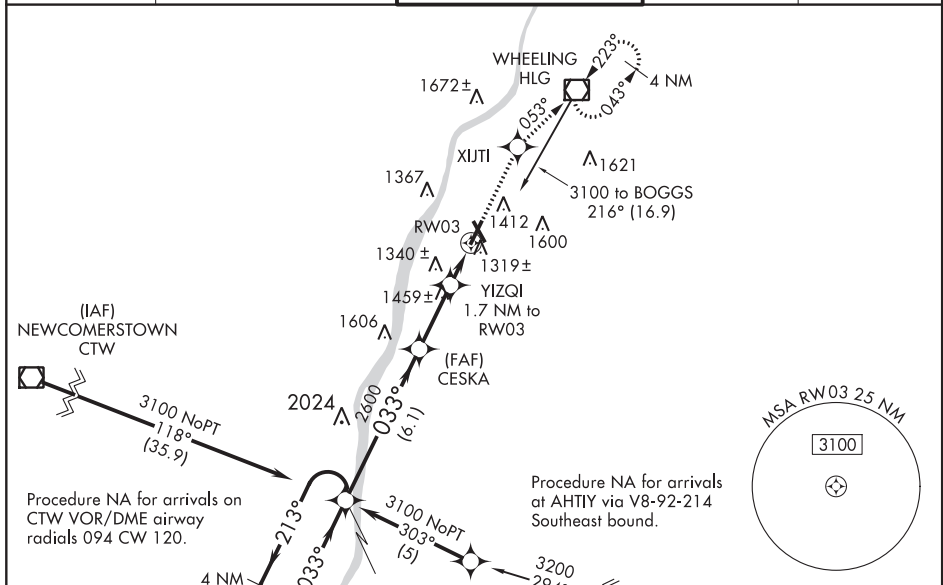 WHEELING
HLG
223°
043°
4 NM
1672±
053°
XIJTI
1621
3100 to BOGGS
216° (16.9)
1367
RW03
1412
1600
1340 ±
1319±
1459±
YIZQI
1.7 NM to
RW03
1606
(FAF)
CESKA
(IAF)
NEWCOMERSTOWN
CTW
3100 NoPT
118°
(35.9)
2024
2600
033°
(6.1)
MSA RW03 25 NM
3100
Procedure NA for arrivals on
CTW VOR/DME airway
radials 094 CW 120.
Procedure NA for arrivals
at AHTIY via V8-92-214
Southeast bound.
213°
033°
4 NM
3100 NoPT
303°
(5)
3200